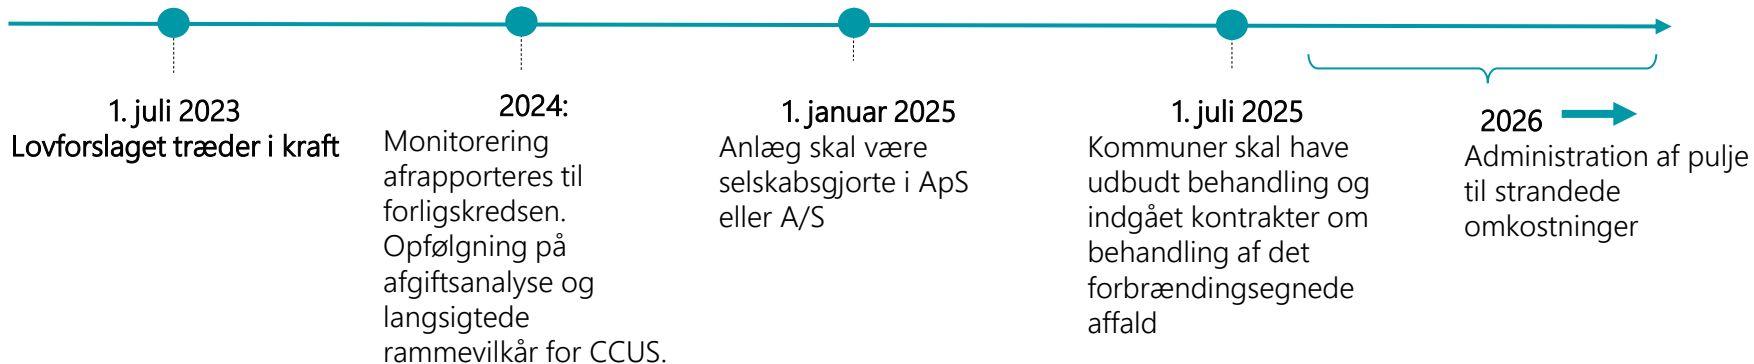 1. juli 2023
Lovforslaget træder i kraft
2024:
Monitorering
afrapporteres til
forligskredsen.
Opfølgning på
afgiftsanalyse og
langsigtede
rammevilkår for CCUS.
1. januar 2025
Anlæg skal være
selskabsgjorte i ApS
eller A/S
1. juli 2025
Kommuner skal have
udbudt behandling og
indgået kontrakter om
behandling af det
forbrændingsegnede
affald
2026
Administration af pulje
til strandede
omkostninger